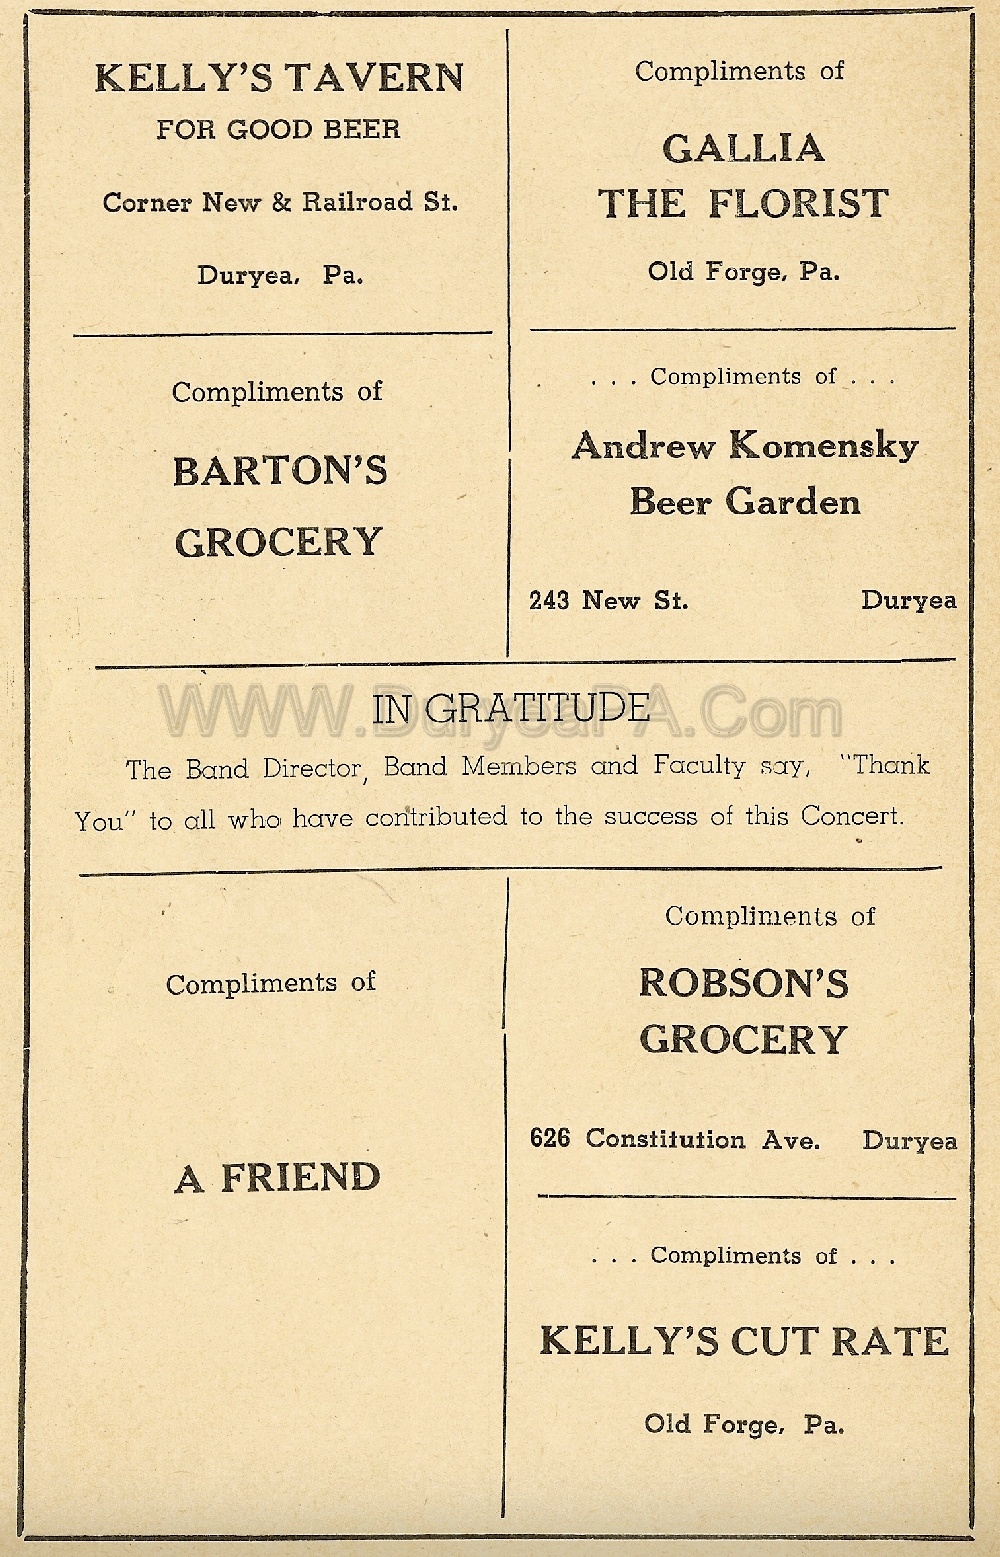 KELLY'S TAVERN
FOR GOOD BEER
Corner New & Railroad St.
Duryea, Pa.
Compliments of
GALLIA
THE FLORIST
Old Forge, Pa.
Compliments of
BARTON'S
GROCERY
. . . Compliments of . . .
Andrew Komensky
Beer Garden
243 New St. Duryea
WWW.DuryeaPA.Com
IN GRATITUDE
The Band Director, Band Members and Faculty say, "Thank
You" to all who have contributed to the success of this Concert.
Compliments of
A FRIEND
Compliments of
ROBSON'S
GROCERY
626 Constitution Ave. Duryea
. . . Compliments of . . .
KELLY'S CUT RATE
Old Forge, Pa.